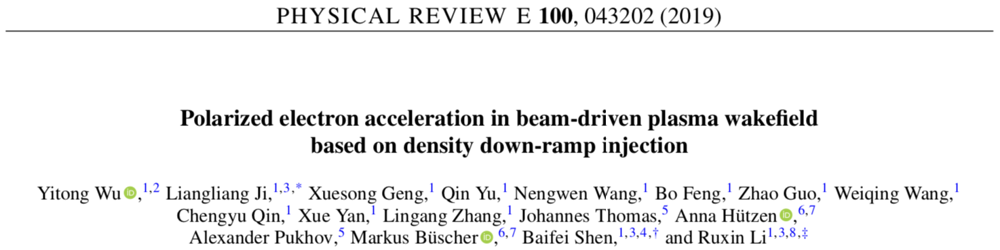 PHYSICAL REVIEW E 100, 043202 (2019)
Polarized electron acceleration in beam-driven plasma wakefield
based on density down-ramp injection
Yitong Wu iD,1,2 Liangliang Ji,1,3,* Xuesong Geng,1 Qin Yu,1 Nengwen Wang,1 Bo Feng,1 Zhao Guo,1 Weiqing Wang,1
Chengyu Qin,1 Xue Yan,1 Lingang Zhang,1 Johannes Thomas,5 Anna Hützen iD,6,7
Alexander Pukhov,5 Markus Büscher iD,6,7 Baifei Shen,1,3,4,† and Ruxin Li1,3,8,‡